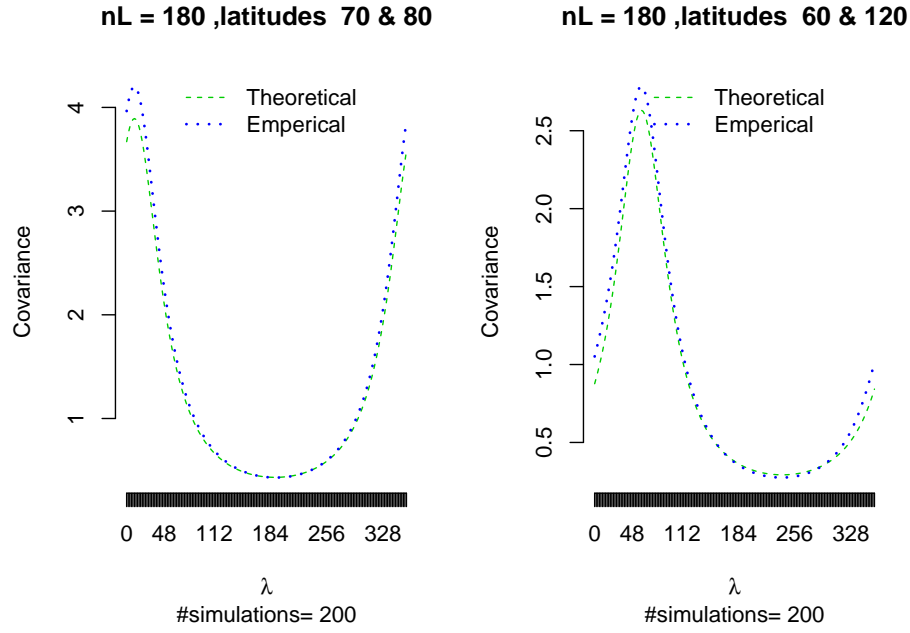 nL = 180 ,latitudes  70 & 80
Theoretical
Emperical
Covariance
4
3
2
1
0 48 112 184 256 328
λ
#simulations= 200
nL = 180 ,latitudes  60 & 120
Theoretical
Emperical
Covariance
2.5
2.0
1.5
1.0
0.5
0 48 112 184 256 328
λ
#simulations= 200